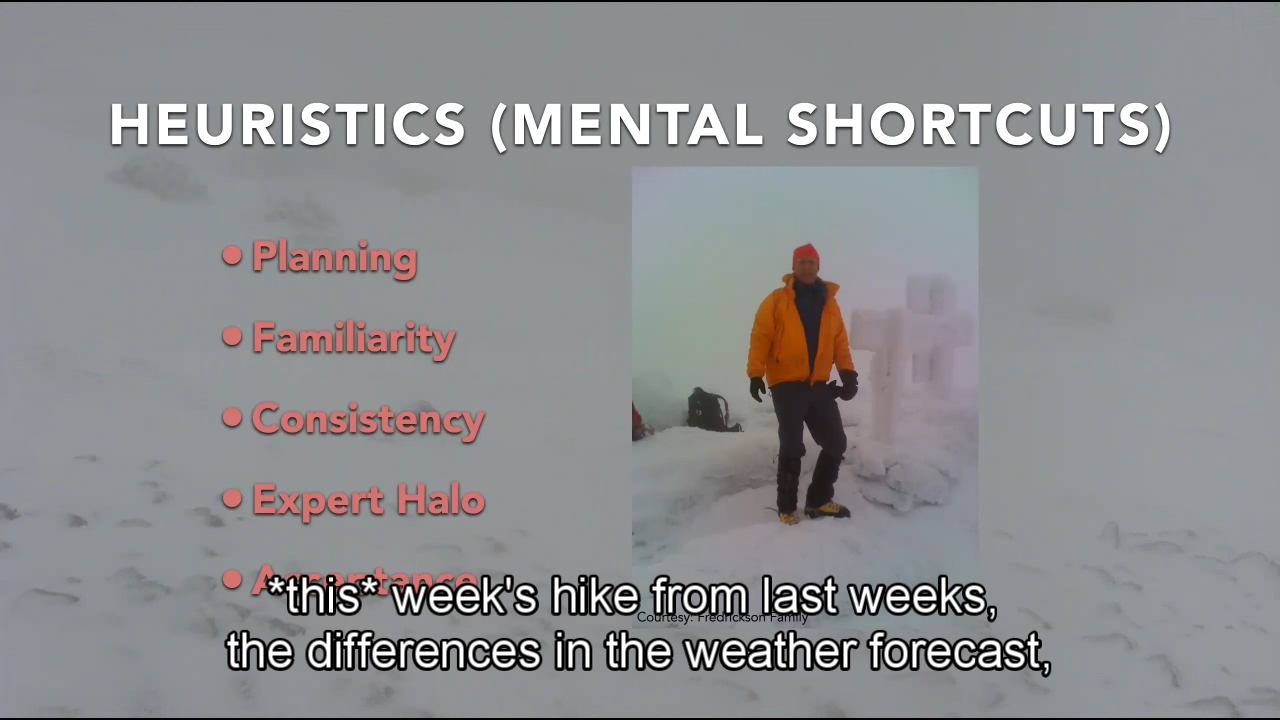 HEURISTICS (MENTAL SHORTCUTS)
• Planning
• Familiarity
• Consistency
• Expert Halo
• Acceptance
Courtesy: Fredrickson Family
*this* week's hike from last weeks,
the differences in the weather forecast,